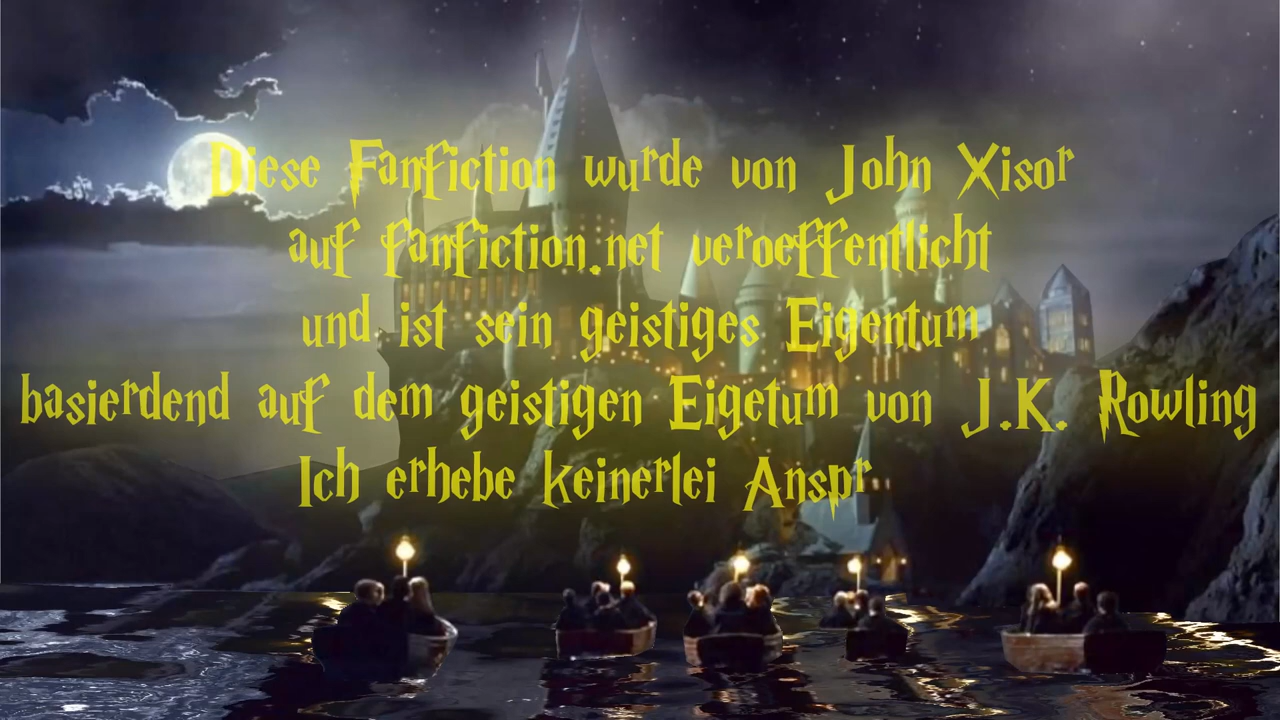 Diese Fanfiction wurde von John Xisor
auf fanfiction.net veroeffentlicht
und ist sein geistiges Eigentum
basierdend auf dem geistigen Eigetum von J.K. Rowling
Ich erhebe keinerlei Anspr